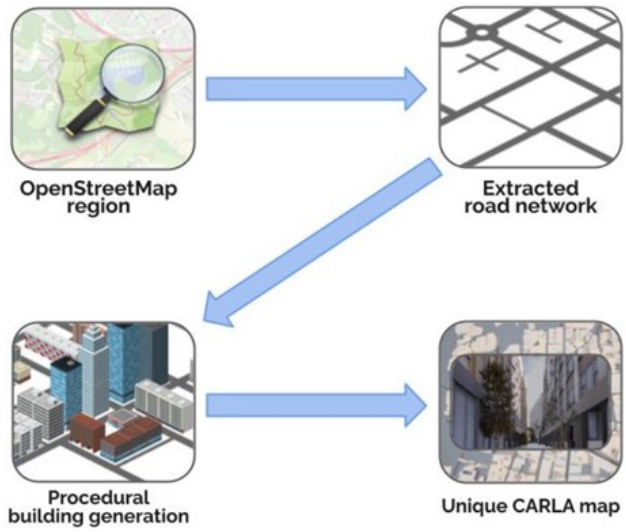 OpenStreetMap
region
Extracted
road network
Procedural
building generation
Unique CARLA map